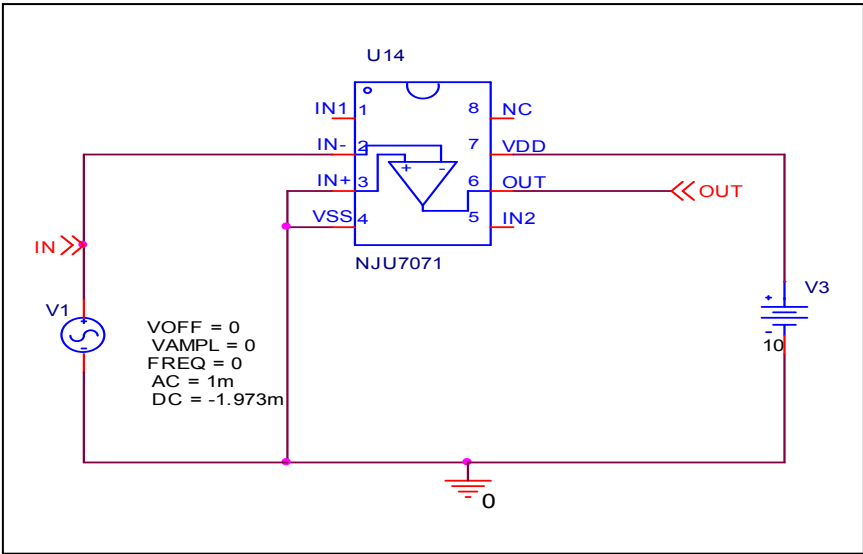 U14
IN1 1 8 NC
IN- 2 7 VDD
+ -
IN+ 3 6 OUT
OUT
VSS 4 5 IN2
IN
NJU7071
V1
+
-
VOFF = 0
VAMPL = 0
FREQ = 0
AC = 1m
DC = -1.973m
V3
+
-
10
0